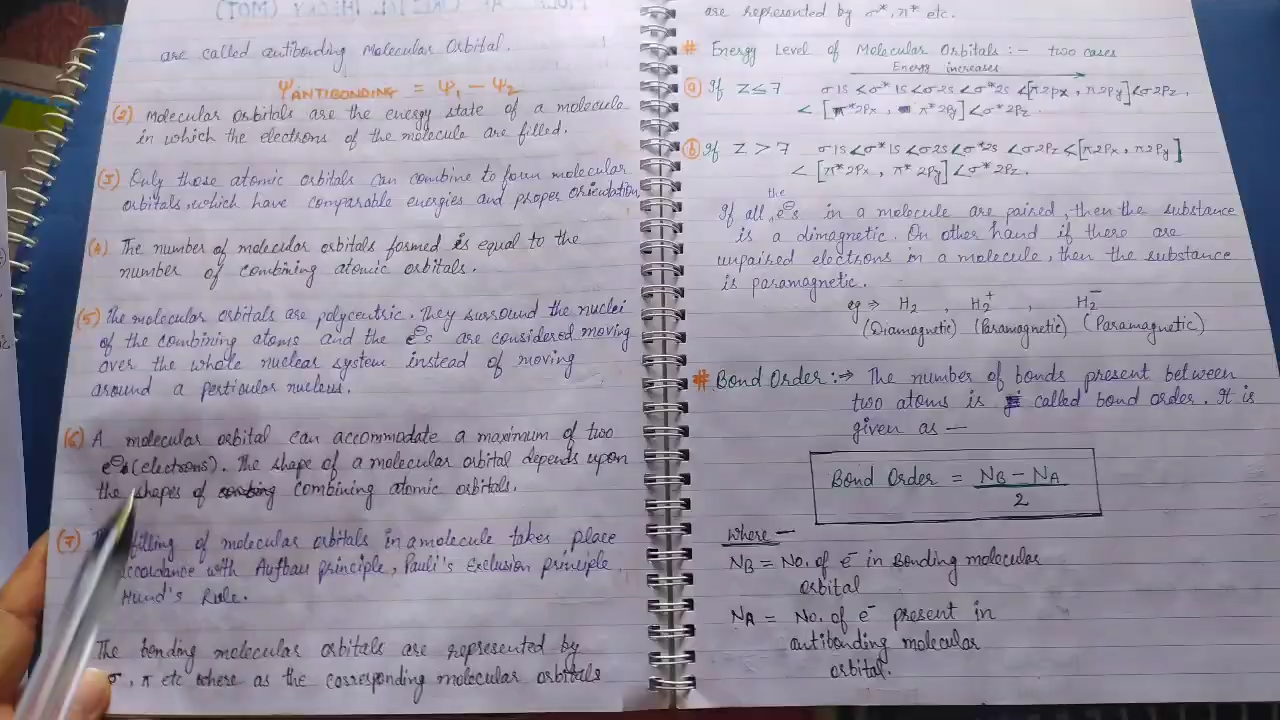 are called antibonding Molecular Orbital
Ψ ANTIBONDING = Ψ1 - Ψ2
(2) molecular orbitals are the energy state of a molecule
in which the electrons of the molecule are filled.
(3) Only those atomic orbitals can combine to form molecular
orbitals, which have comparable energies and proper orientation
(4) The number of molecular orbitals formed is equal to the
number of combining atomic orbitals.
(5) The molecular orbitals are polycentric. They surround the nuclei
of the combining atoms and the e⊖s are considered moving
over the whole nuclear system instead of moving
around a perticular nucleus.
(6) A molecular orbital can accommodate a maximum of two
e⊖s (electrons). The shape of a molecular orbital depends upon
the shapes of combining atomic orbitals.
(7) filling of molecular orbitals in a molecule takes place
accordance with Aufbau principle, Pauli's Exclusion principle
Hund's Rule.
The bonding molecular orbitals are represented by
σ, π etc where as the corresponding molecular orbitals
are represented by σ*, π* etc.
# Energy Level of Molecular Orbitals :- two cases
Energy increases
(a) If Z≤7 σ1s <σ*1s <σ2s <σ*2s <[π2px, π2py]<σ2Pz,
< [π*2Px, π*2Py]<σ*2Pz.
(b) If Z > 7 σ1s <σ*1s <σ2s <σ*2s <σ2Pz <[π2Px, π2Py]
< [π*2Px, π*2Py] <σ*2Pz.
If all the e⊖s in a molecule are paired, then the substance
is a dimagnetic. On other hand if there are
unpaired electrons in a molecule, then the substance
is paramagnetic.
eg ⇒ H2, H2+, H2-
(Diamagnetic) (Paramagnetic) (Paramagnetic)
# Bond Order :→ The number of bonds present between
two atoms is called bond order. It is
given as —
Bond Order = NB - NA
2
where —
NB = No. of e- in Bonding molecular
orbital
NA = No. of e- present in
antibonding molecular
orbital.